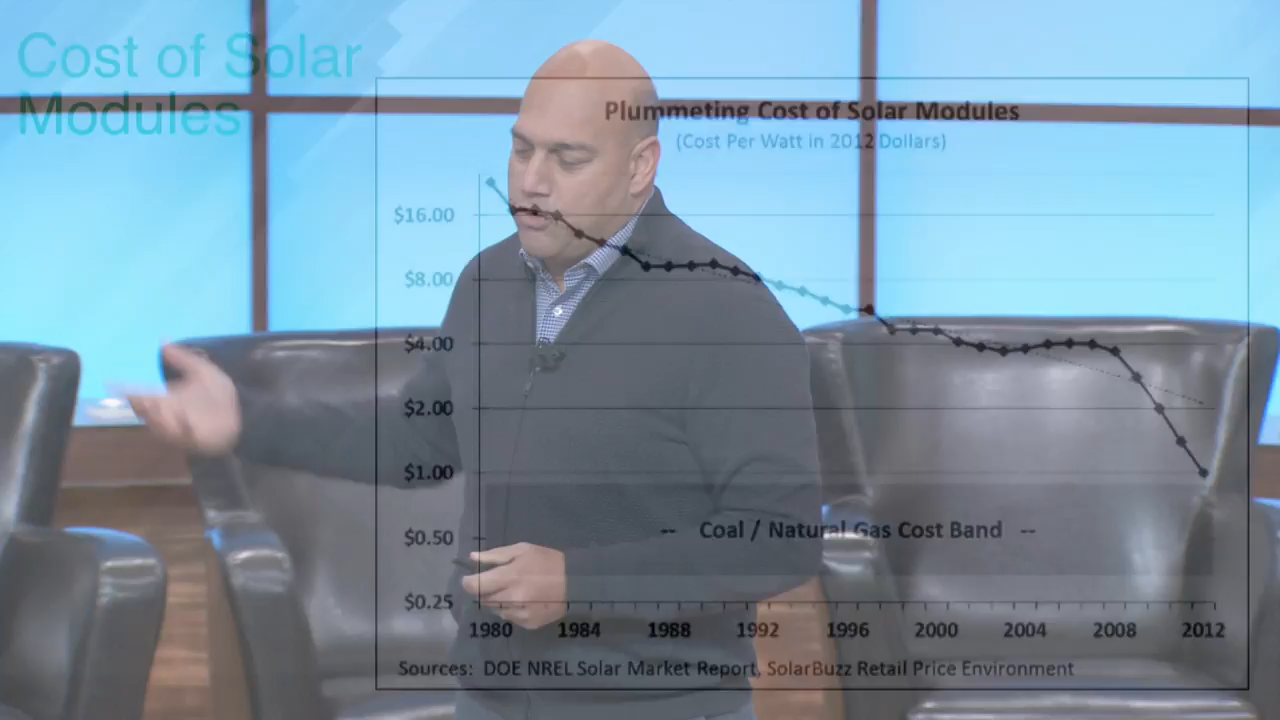 Cost of Solar
Modules
Plummeting Cost of Solar Modules
(Cost Per Watt in 2012 Dollars)
$16.00
$8.00
$4.00
$2.00
$1.00
-- Coal / Natural Gas Cost Band --
$0.50
$0.25
1980 1984 1988 1992 1996 2000 2004 2008 2012
Sources: DOE NREL Solar Market Report, SolarBuzz Retail Price Environment